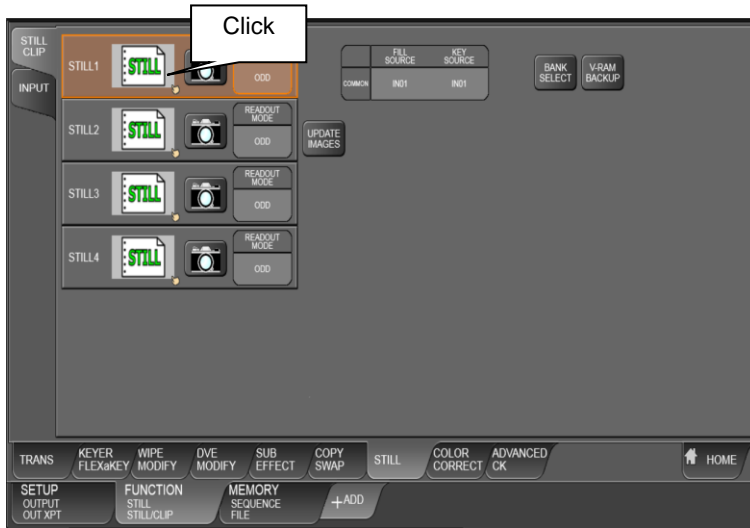 Click
STILL
CLIP
INPUT
STILL1
STILL
ODD
FILL
SOURCE
KEY
SOURCE
COMMON
IN01
IN01
BANK
SELECT
V-RAM
BACKUP
STILL2
STILL
READOUT
MODE
ODD
UPDATE
IMAGES
STILL3
STILL
READOUT
MODE
ODD
STILL4
STILL
READOUT
MODE
ODD
TRANS
KEYER
FLEXaKEY
WIPE
MODIFY
DVE
MODIFY
SUB
EFFECT
COPY
SWAP
STILL
COLOR
CORRECT
ADVANCED
CK
HOME
SETUP
OUTPUT
OUT XPT
FUNCTION
STILL
STILL/CLIP
MEMORY
SEQUENCE
FILE
+ADD